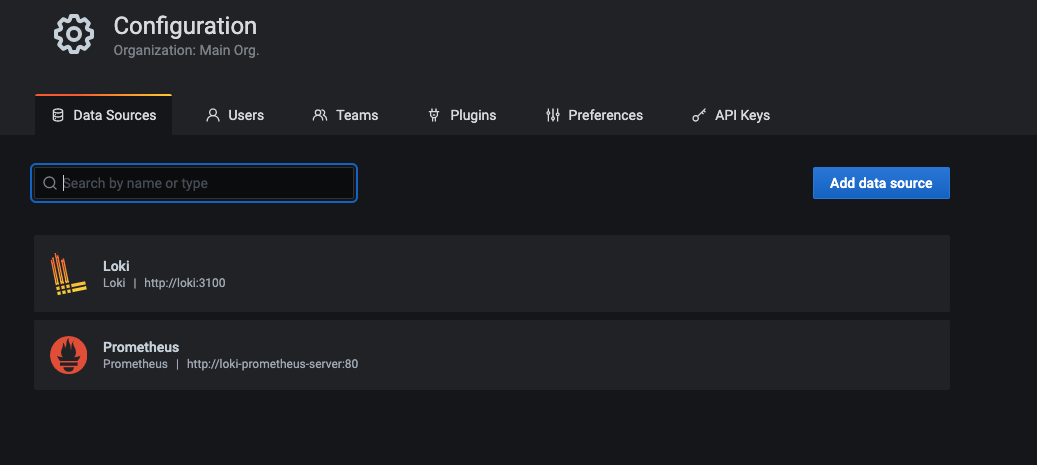 Configuration
Organization: Main Org.
Data Sources
Users
Teams
Plugins
Preferences
API Keys
Search by name or type
Add data source
Loki
Loki | http://loki:3100
Prometheus
Prometheus | http://loki-prometheus-server:80